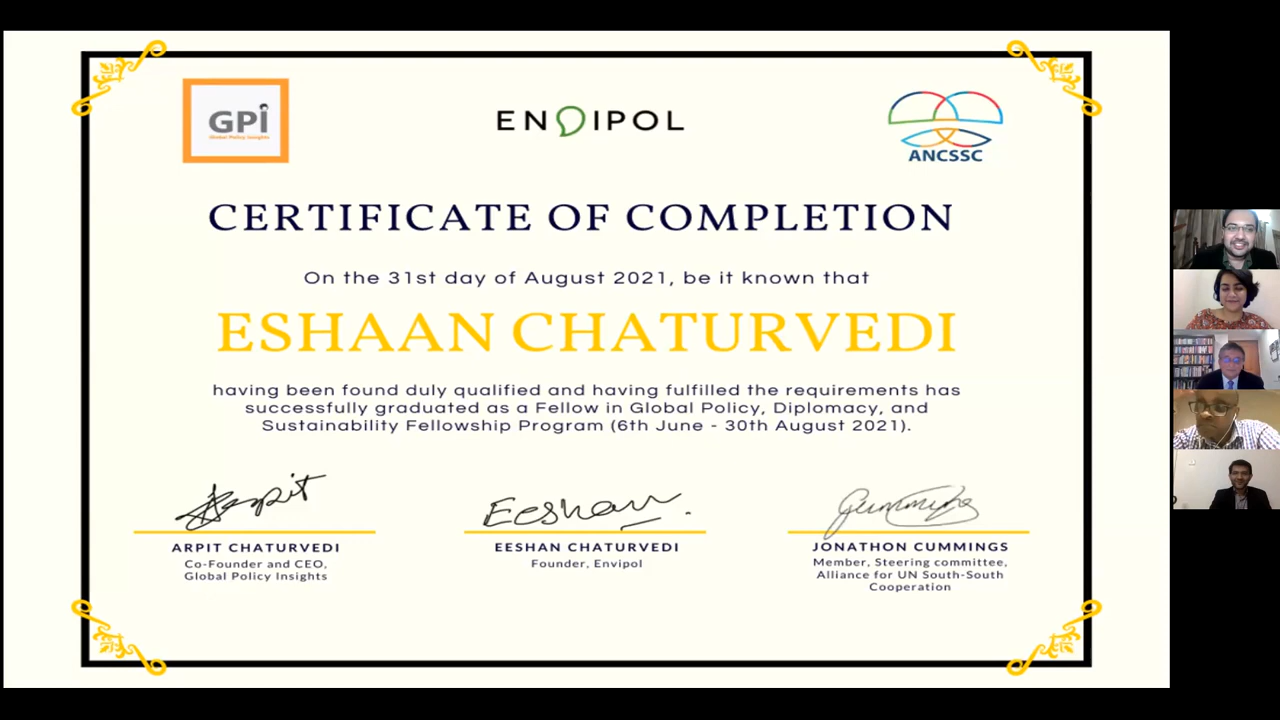 GPi
Global Policy Insights
ENVIPOL
ANCSSC
CERTIFICATE OF COMPLETION
On the 31st day of August 2021, be it known that
ESHAAN CHATURVEDI
having been found duly qualified and having fulfilled the requirements has
successfully graduated as a Fellow in Global Policy, Diplomacy, and
Sustainability Fellowship Program (6th June - 30th August 2021).
Arpit
Eeshan
Jcummings
ARPIT CHATURVEDI
Co-Founder and CEO,
Global Policy Insights
EESHAN CHATURVEDI
Founder, Envipol
JONATHON CUMMINGS
Member, Steering committee,
Alliance for UN South-South
Cooperation